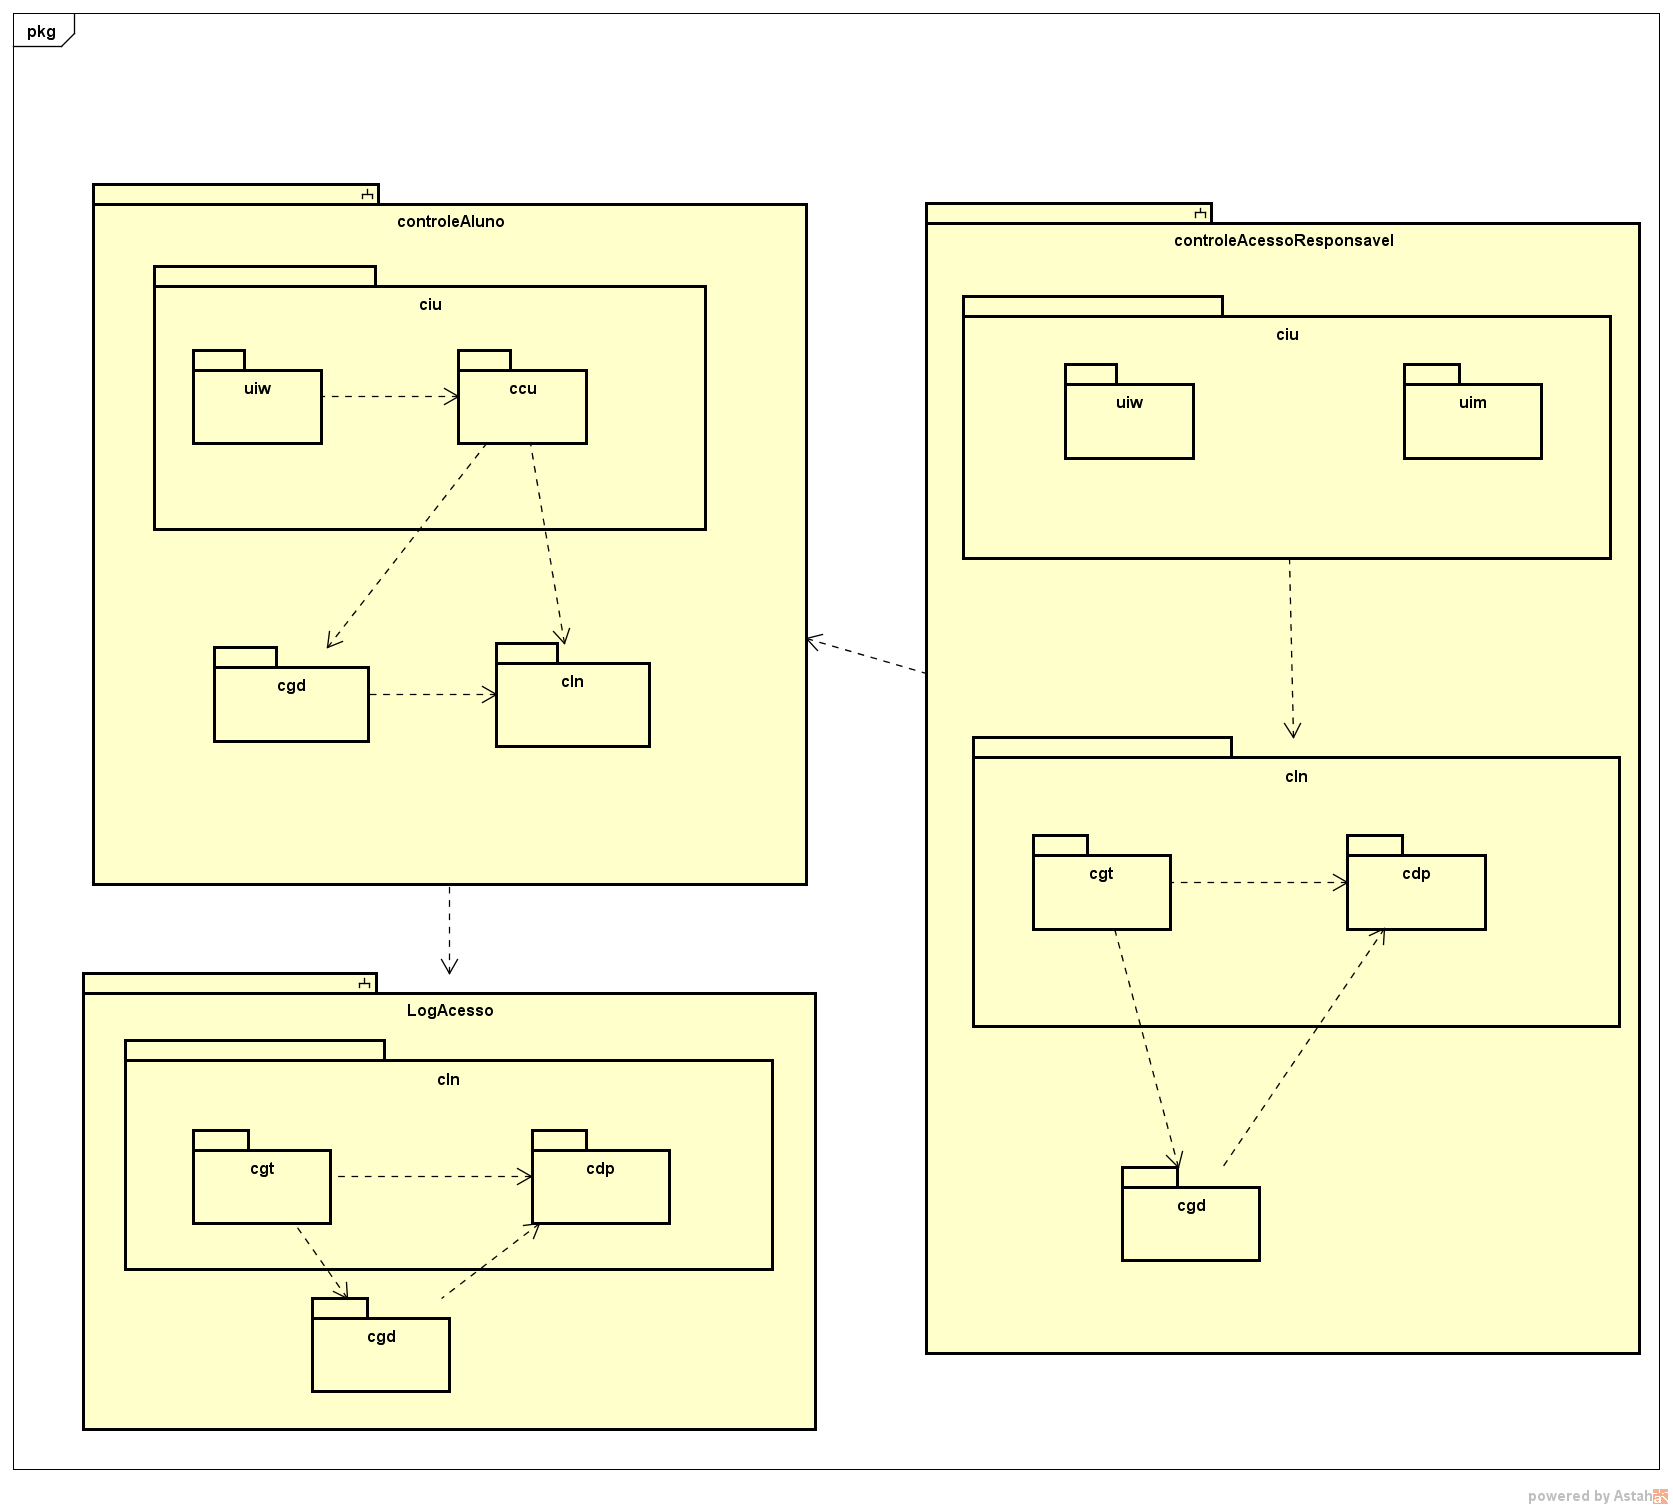 pkg
controleAluno
ciu
uiw
ccu
cgd
cln
controleAcessoResponsavel
ciu
uiw
uim
cln
cgt
cdp
cgd
LogAcesso
cln
cgt
cdp
cgd
powered by Astah